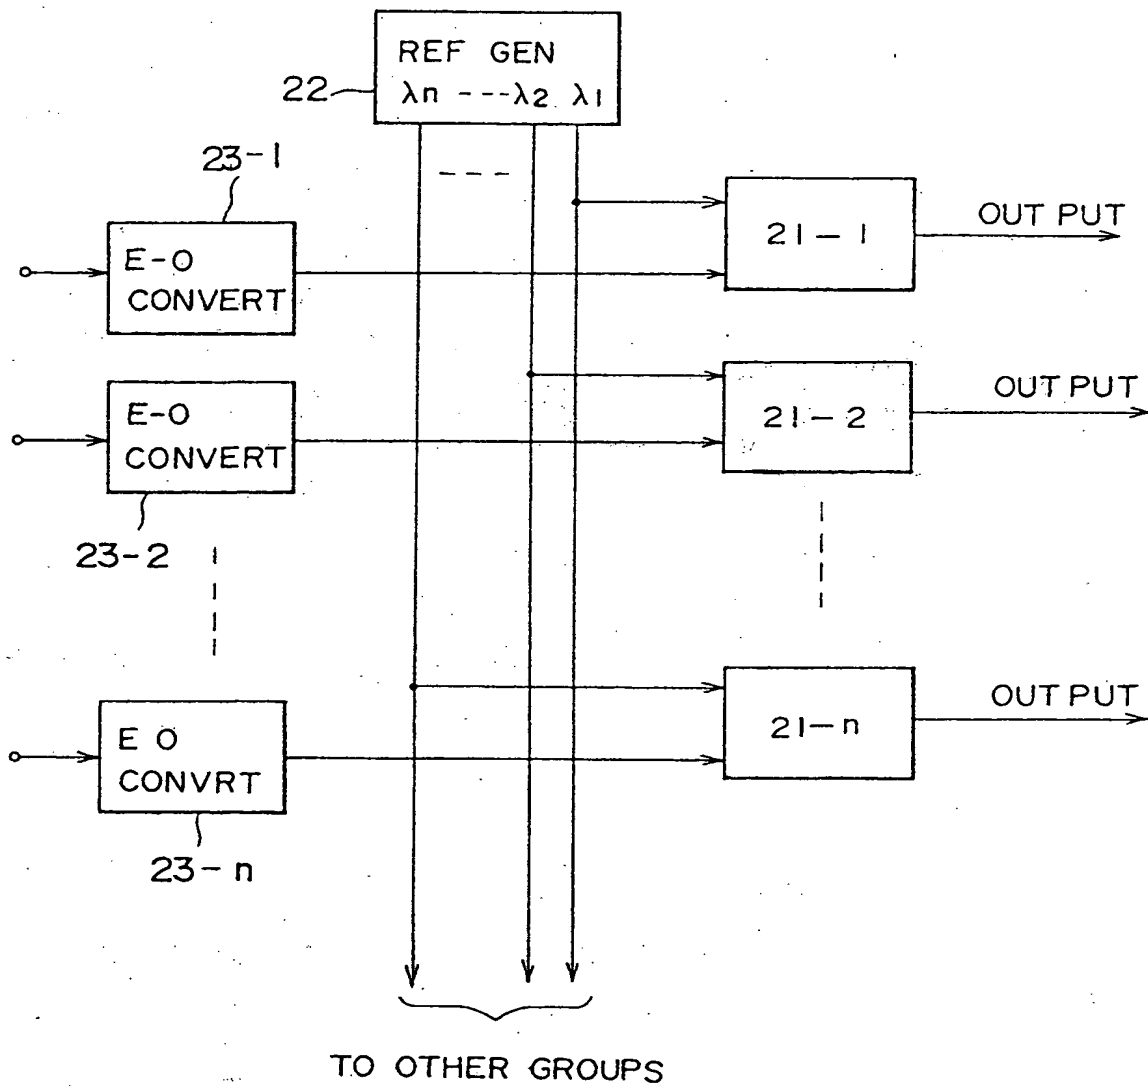 REF GEN
λn ---λ2 λ1
22
23-1
E-O
CONVERT
21-1
OUT PUT
E-O
CONVERT
23-2
21-2
OUT PUT
E O
CONVRT
23-n
21-n
OUT PUT
TO OTHER GROUPS